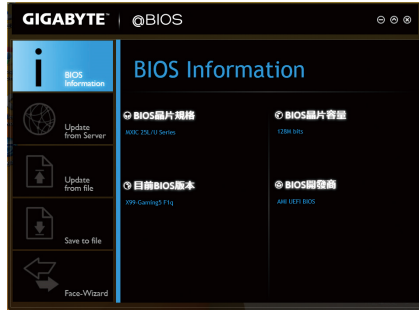 GIGABYTE™ | @BIOS
BIOS Information
BIOS Information
Update from Server
Update from file
Save to file
Face-Wizard
BIOS晶片規格
MXIC 25L/U Series
BIOS晶片容量
128M bits
目前BIOS版本
X99-Gaming5 F1q
BIOS開發商
AMI UEFI BIOS